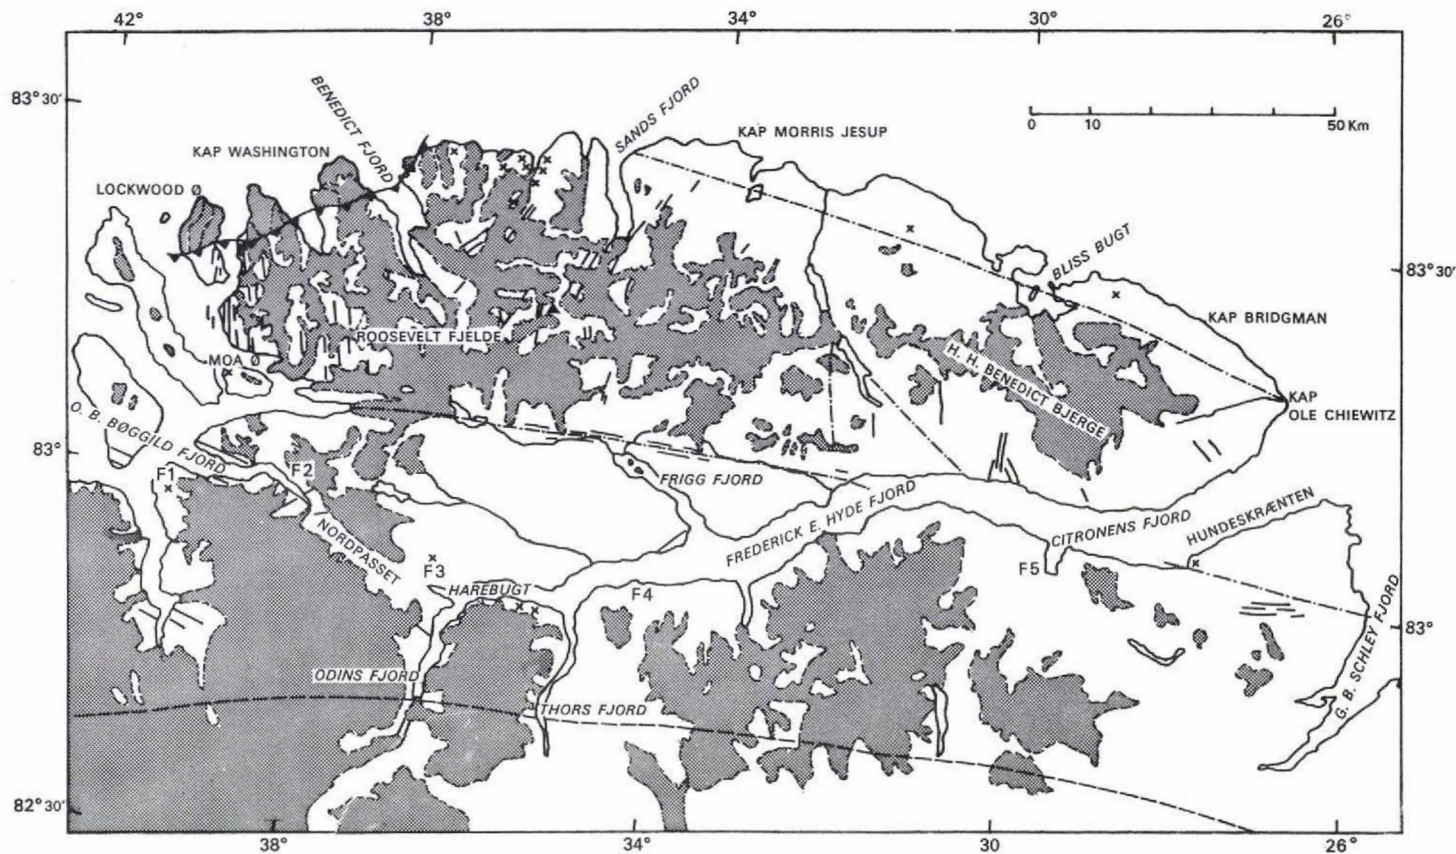 42°
38°
34°
30°
26°
83° 30'
BENEDICT FJORD
SANDS FJORD
KAP MORRIS JESUP
0 10 50 Km
KAP WASHINGTON
LOCKWOOD Ø
BLISS BUGT
83° 30'
KAP BRIDGMAN
ROOSEVELT FJELDE
H. H. BENEDICT BJERGE
MOA Ø
KAP
OLE CHIEWITZ
O. B. BØGGILD FJORD
83°
F1
F2
FRIGG FJORD
NORDPASSET
FREDERICK E. HYDE FJORD
CITRONENS FJORD
HUNDESKRÆNTEN
F3
HAREBUGT
F4
F5
83°
ODINS FJORD
THORS FJORD
G. B. SCHLEY FJORD
82° 30'
38°
34°
30°
26°